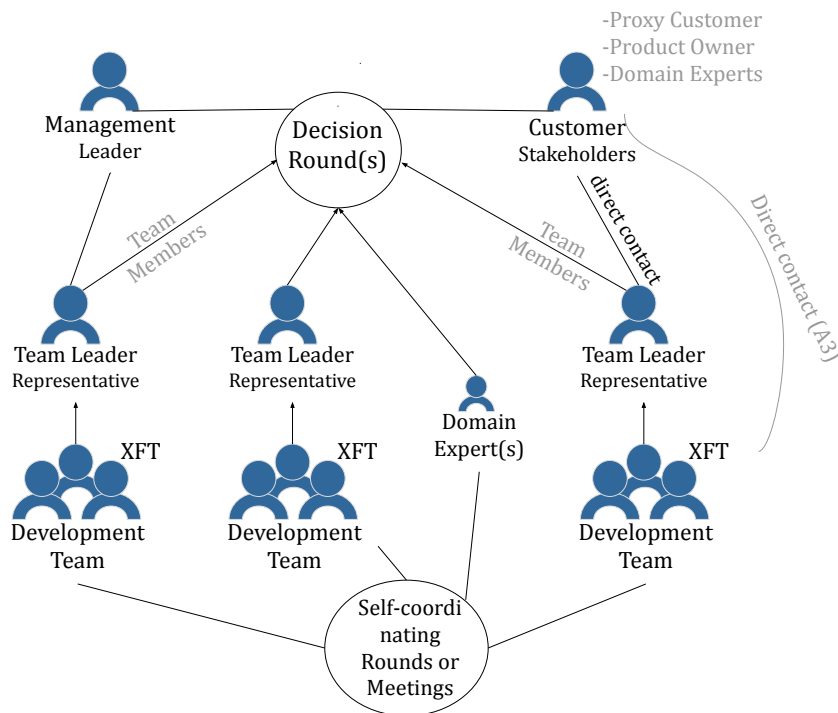 -Proxy Customer
-Product Owner
-Domain Experts
Management
Leader
Decision
Round(s)
Customer
Stakeholders
Team
Members
Team
Members
direct contact
Direct contact (A3)
Team Leader
Representative
Team Leader
Representative
Team Leader
Representative
Domain
Expert(s)
XFT
XFT
XFT
Development
Team
Development
Team
Development
Team
Self-coordi
nating
Rounds or
Meetings